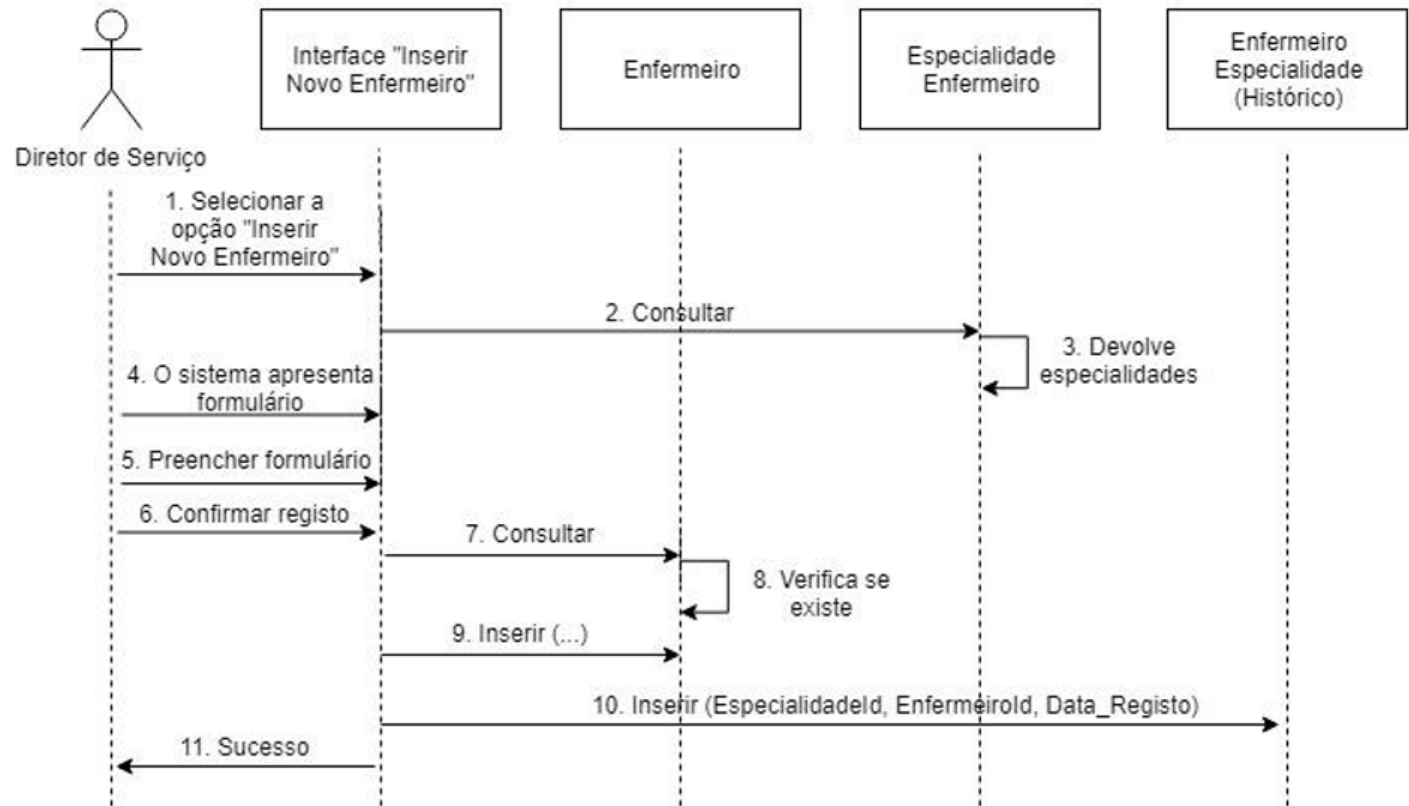 Interface "Inserir
Novo Enfermeiro"
Enfermeiro
Especialidade
Enfermeiro
Enfermeiro
Especialidade
(Histórico)
Diretor de Serviço
1. Selecionar a
opção "Inserir
Novo Enfermeiro"
2. Consultar
3. Devolve
especialidades
4. O sistema apresenta
formulário
5. Preencher formulário
6. Confirmar registo
7. Consultar
8. Verifica se
existe
9. Inserir (...)
10. Inserir (EspecialidadeId, EnfermeiroId, Data_Registo)
11. Sucesso